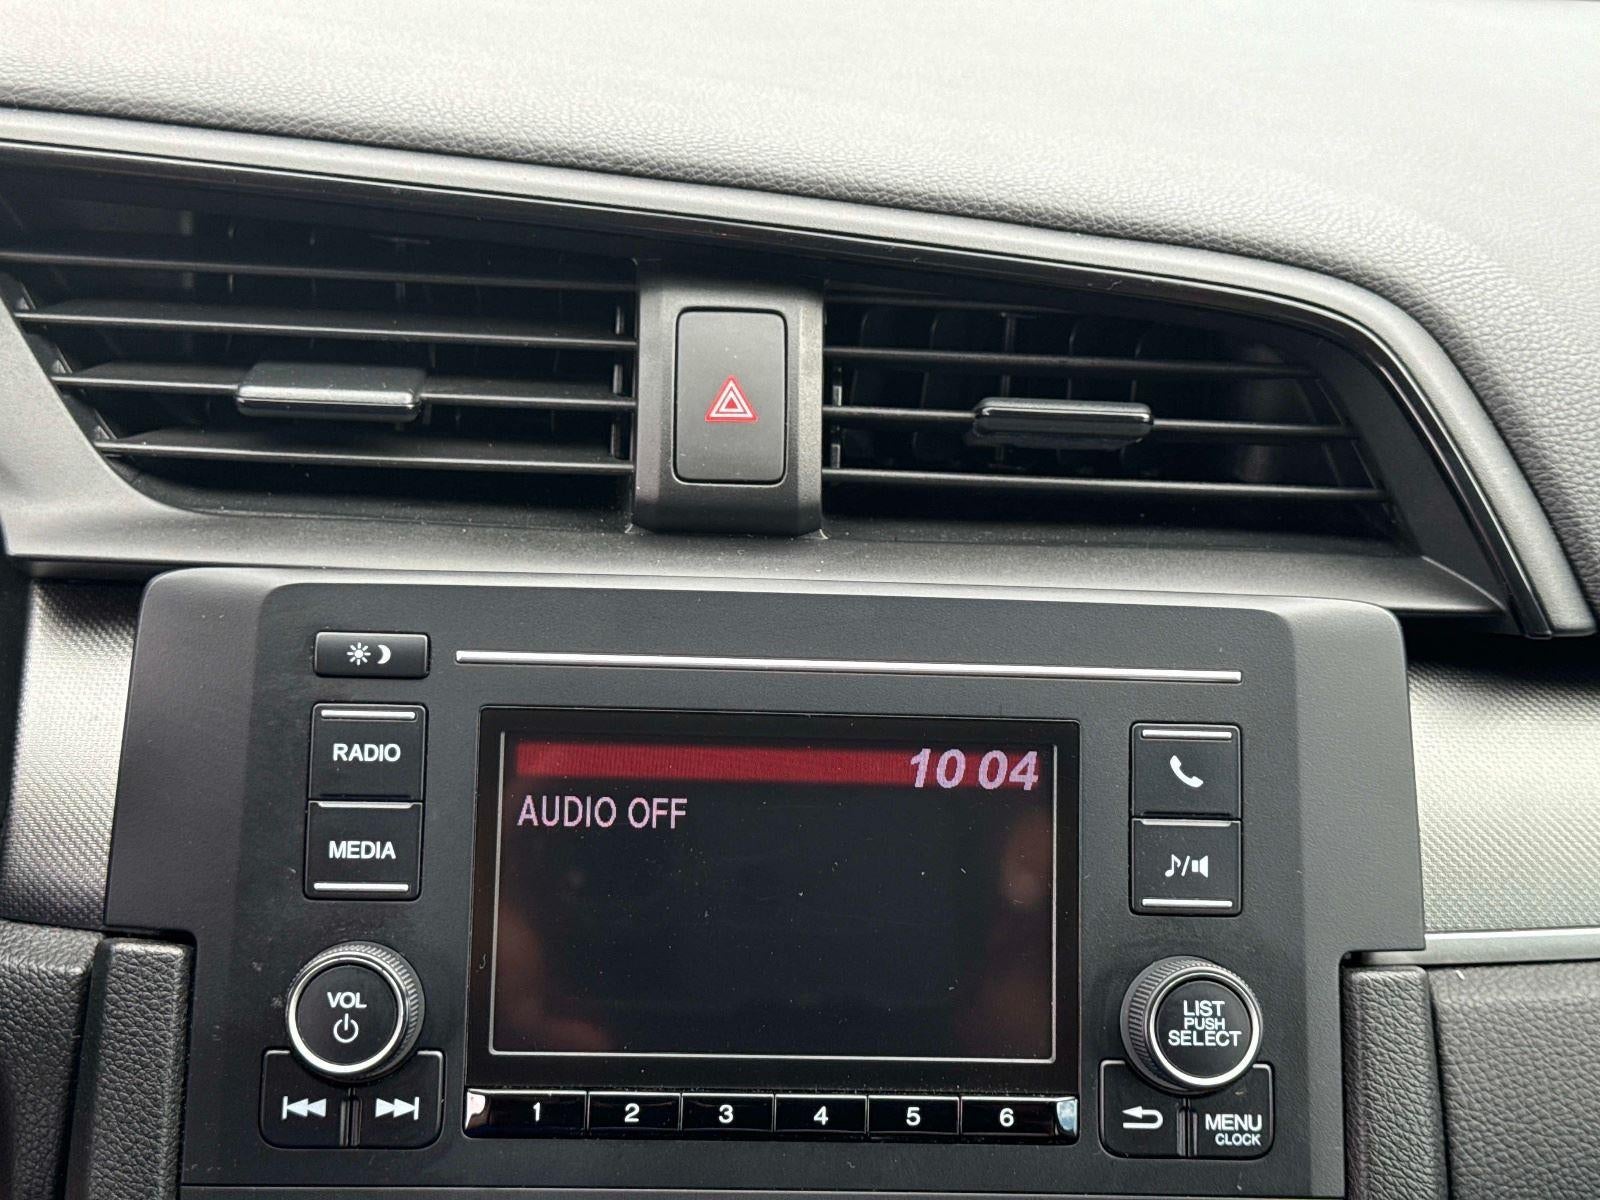 RADIO
10 04
AUDIO OFF
MEDIA
VOL
LIST
PUSH
SELECT
1 2 3 4 5 6
MENU
CLOCK